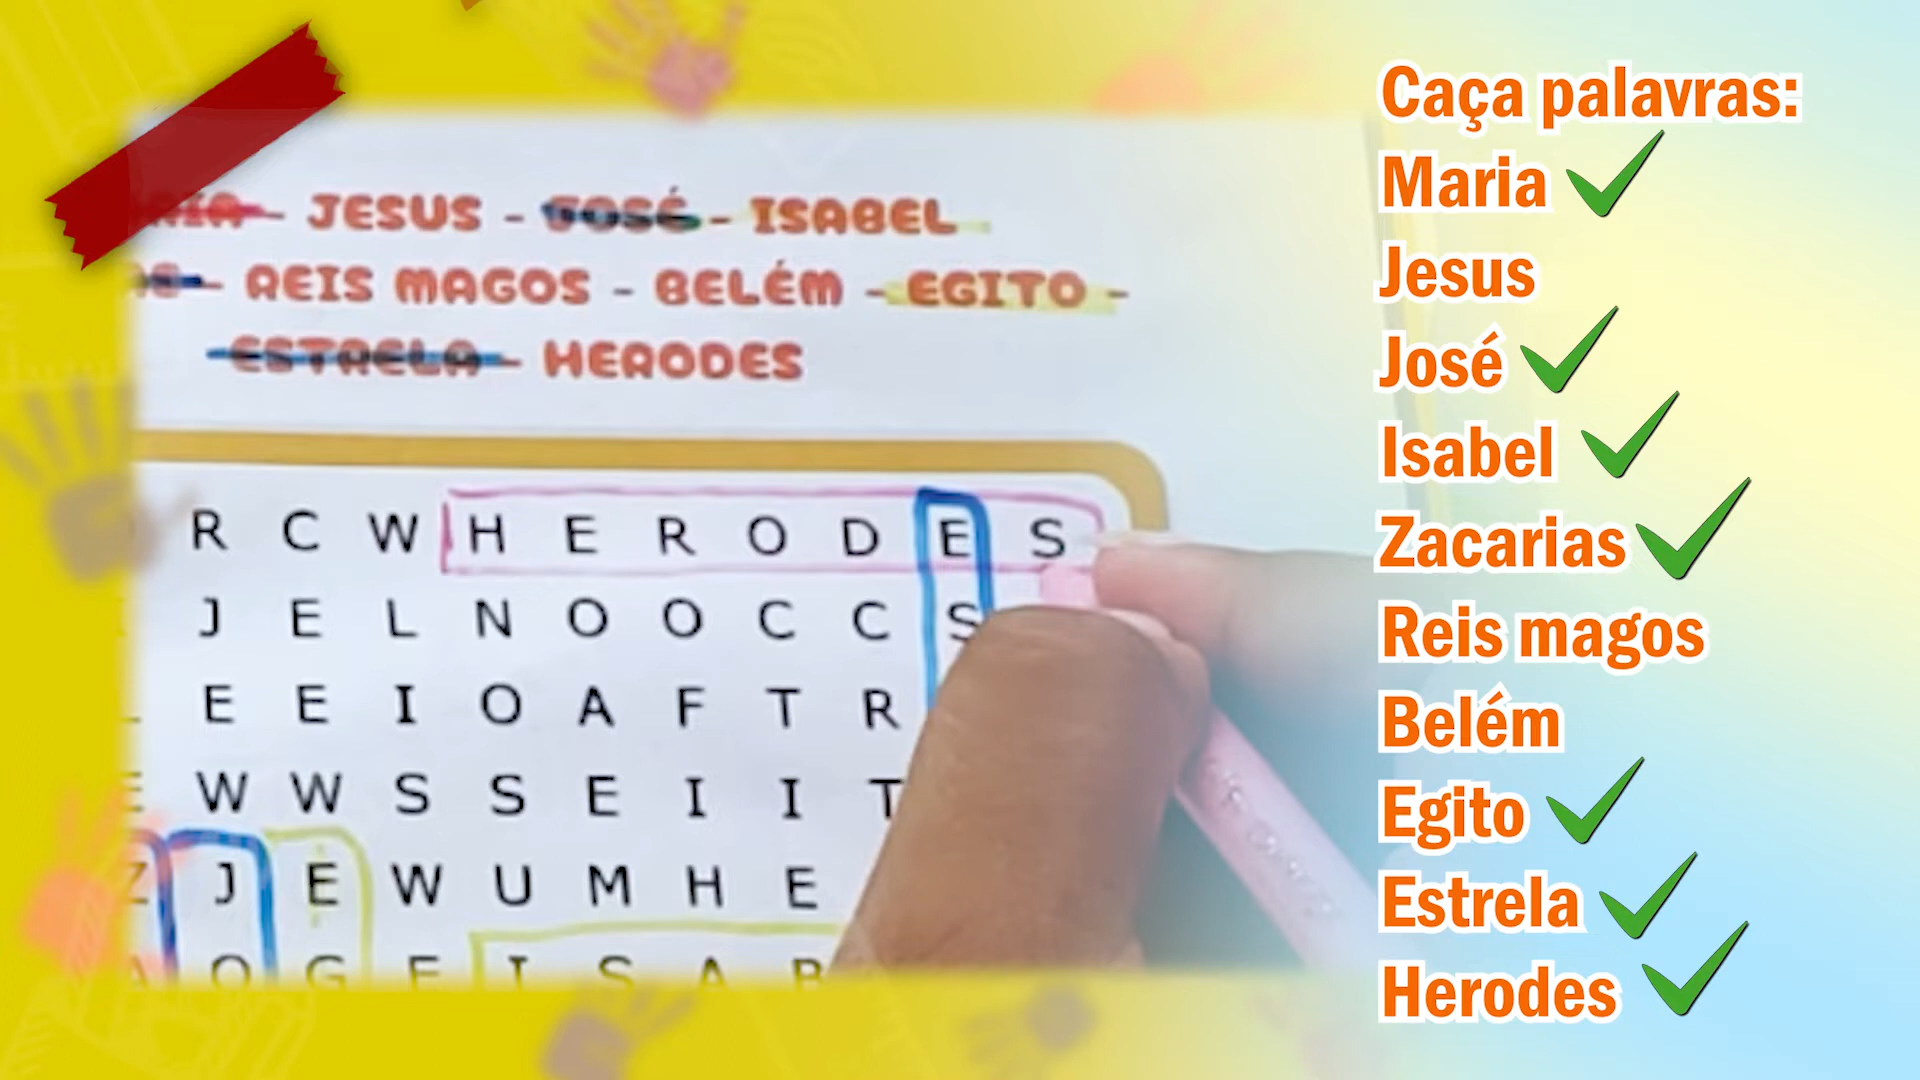 JESUS - JOSÉ - ISABEL
REIS MAGOS - BELÉM - EGITO -
ESTRELA - HERODES
R C W H E R O D E S
J E L N O O C C S
E E I O A F T R
W W S S E I I T
Z J E W U M H E
A O G E I S A B
Caça palavras:
Maria
Jesus
José
Isabel
Zacarias
Reis magos
Belém
Egito
Estrela
Herodes